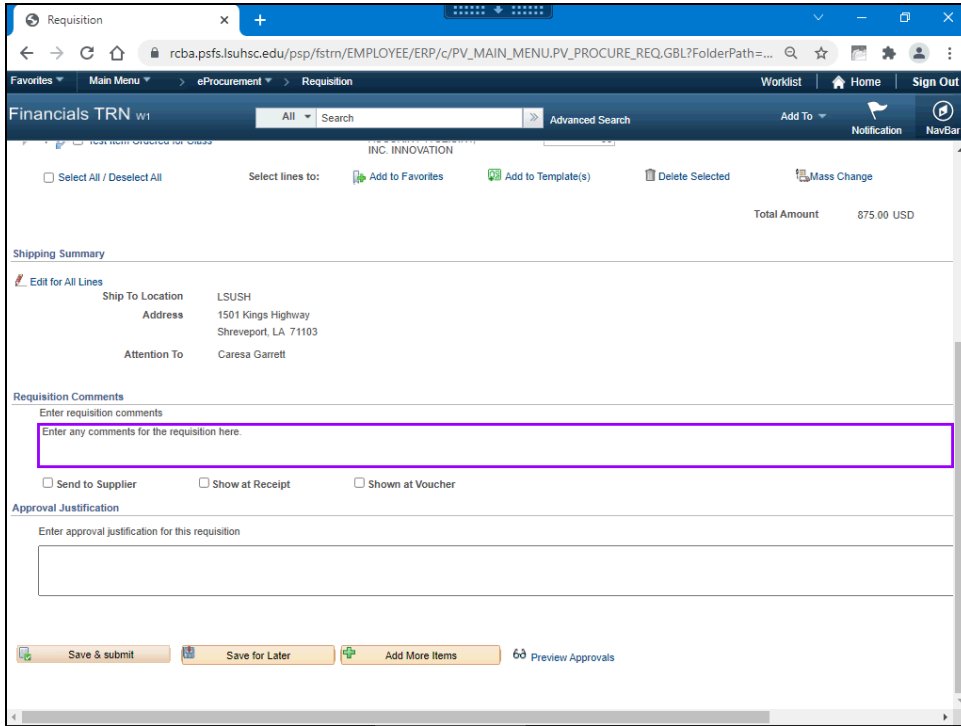 Requisition
rcba.psfs.lsuhsc.edu/psp/fstrn/EMPLOYEE/ERP/c/PV_MAIN_MENU.PV_PROCURE_REQ.GBL?FolderPath=...
Favorites Main Menu > eProcurement > Requisition Worklist Home Sign Out
Financials TRN W1 All Search Advanced Search Add To Notification NavBar
Test Item Ordered for Class
INC. INNOVATION
Select All / Deselect All Select lines to: Add to Favorites Add to Template(s) Delete Selected Mass Change
Total Amount 875.00 USD
Shipping Summary
Edit for All Lines
Ship To Location LSUSH
Address 1501 Kings Highway
Shreveport, LA 71103
Attention To Caresa Garrett
Requisition Comments
Enter requisition comments
Enter any comments for the requisition here.
Send to Supplier Show at Receipt Shown at Voucher
Approval Justification
Enter approval justification for this requisition
Save & submit Save for Later Add More Items Preview Approvals